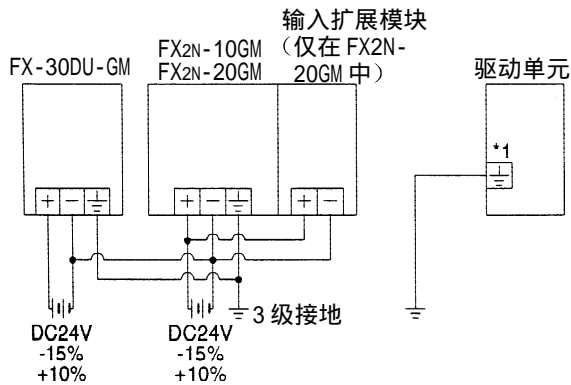 FX-30DU-GM
FX2N-10GM
FX2N-20GM
输入扩展模块
（仅在 FX2N-
20GM 中）
驱动单元
*1
+ −
+ −
+ −
3 级接地
DC24V
-15%
+10%
DC24V
-15%
+10%